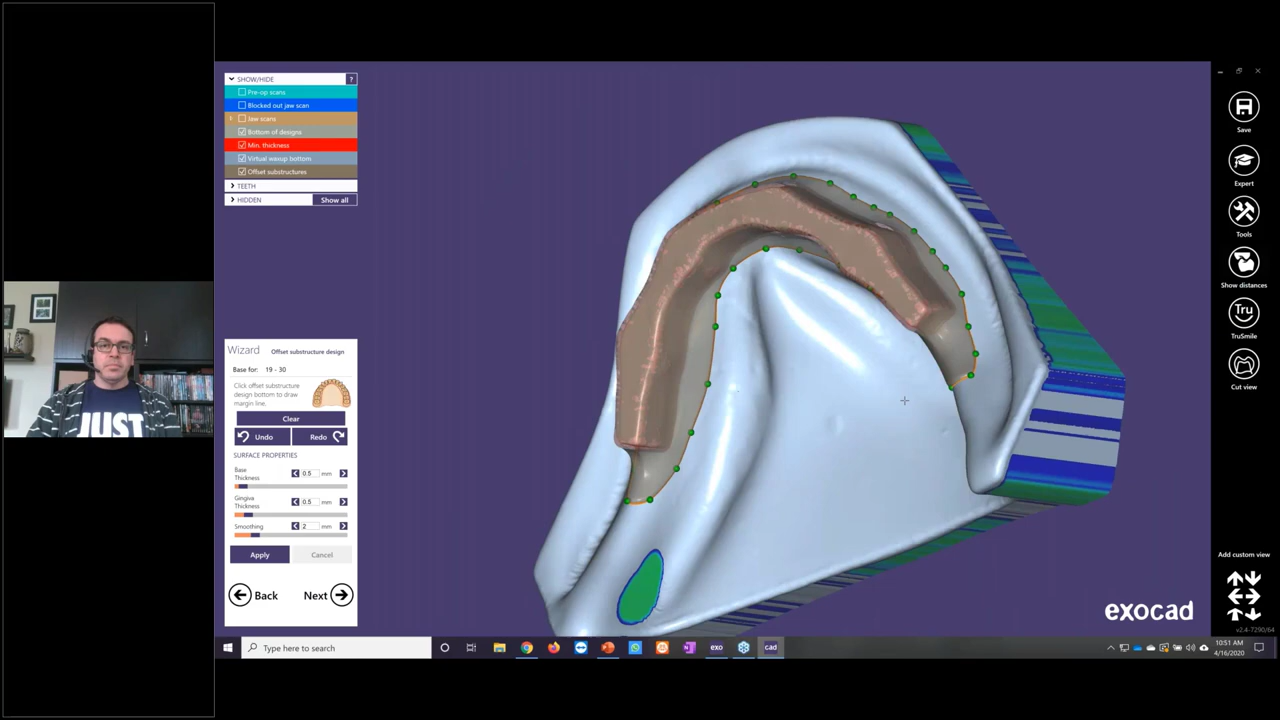 SHOW/HIDE ?
Pre-op scans
Blocked out jaw scan
Jaw scans
Bottom of designs
Min. thickness
Virtual waxup bottom
Offset substructures
TEETH
HIDDEN Show all
Wizard Offset substructure design
Base for: 19 - 30
Click offset substructure
design bottom to draw
margin line.
Clear
Undo Redo
SURFACE PROPERTIES
Base
Thickness 0.5 mm
Gingiva
Thickness 0.5 mm
Smoothing 2 mm
Apply Cancel
Back Next
JUST
Save
Expert
Tools
Show distances
Tru
TruSmile
Cut view
Add custom view
exocad
v2.4-7290/64
Type here to search
exo
cad
10:51 AM
4/16/2020